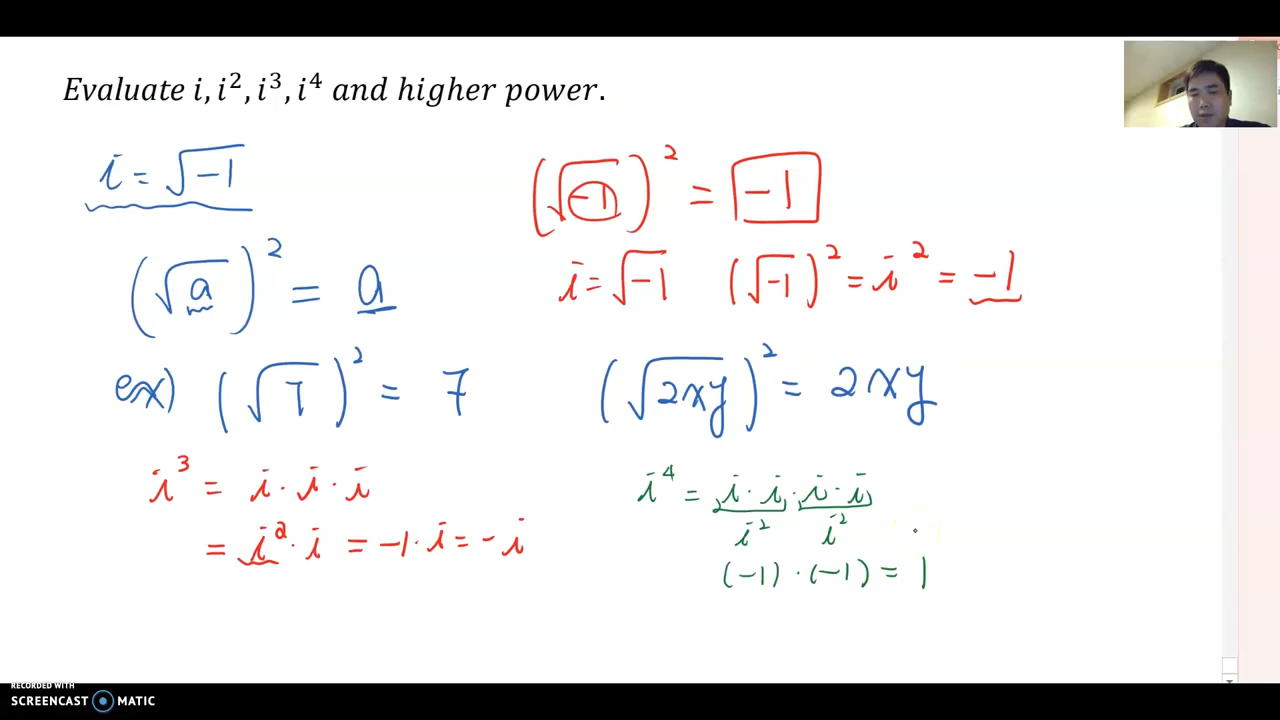 Evaluate i, i², i³, i⁴ and higher power.
i = √-1
(√-1)² = -1
(√a)² = a
i = √-1 (√-1)² = i² = -1
ex) (√7)² = 7
(√2xy)² = 2xy
i³ = i · i · i
= i² · i = -1 · i = -i
i⁴ = i · i · i · i
i² i²
(-1) · (-1) = 1
RECORDED WITH
SCREENCAST MATIC